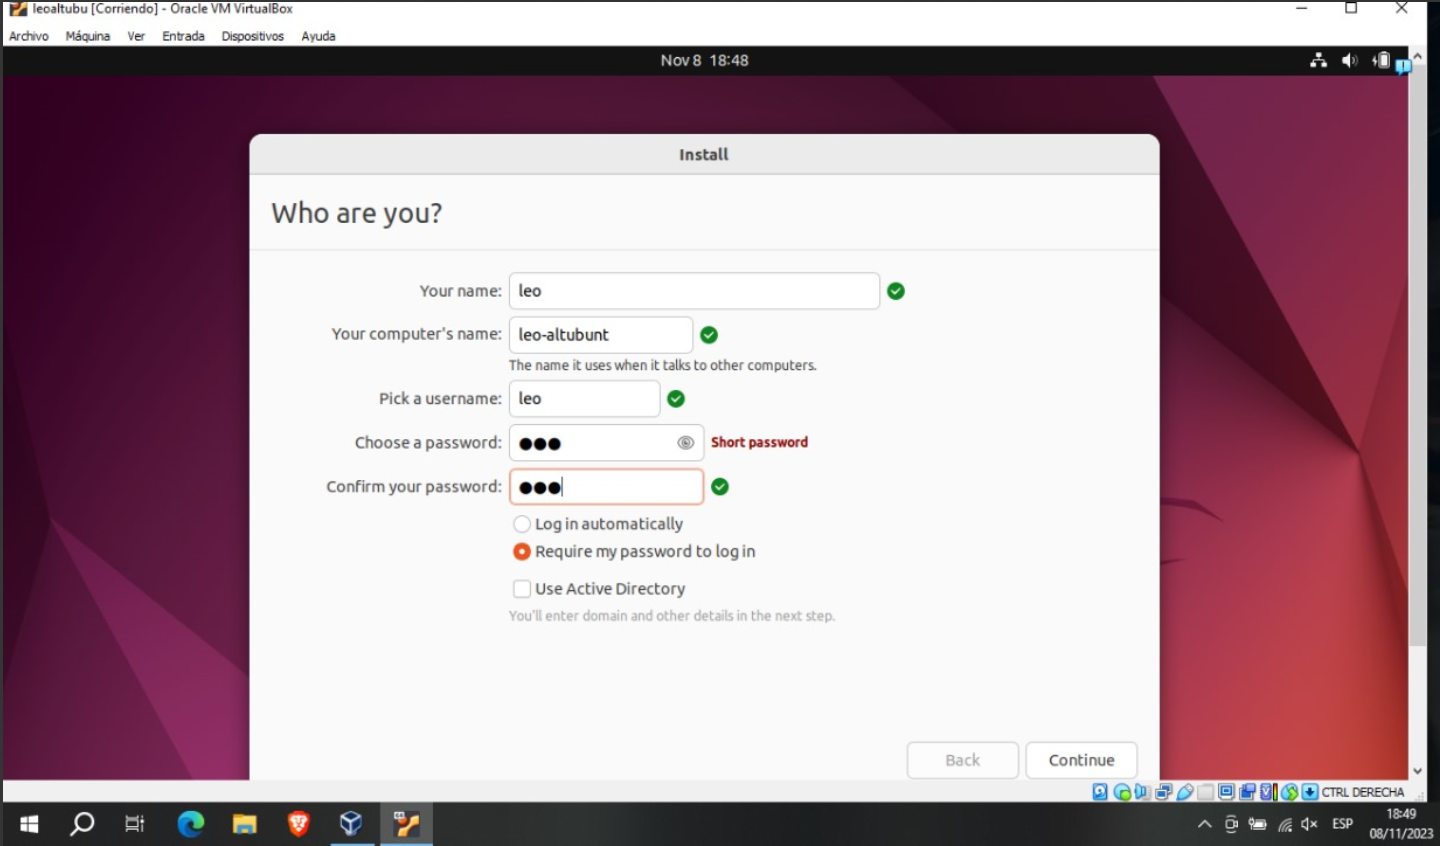 leoaltubu [Corriendo] - Oracle VM VirtualBox
Archivo Máquina Ver Entrada Dispositivos Ayuda
Nov 8 18:48
Install
Who are you?
Your name: leo
Your computer's name: leo-altubunt
The name it uses when it talks to other computers.
Pick a username: leo
Choose a password: ●●● Short password
Confirm your password: ●●●
Log in automatically
Require my password to log in
Use Active Directory
You'll enter domain and other details in the next step.
Back Continue
CTRL DERECHA
ESP 18:49
08/11/2023